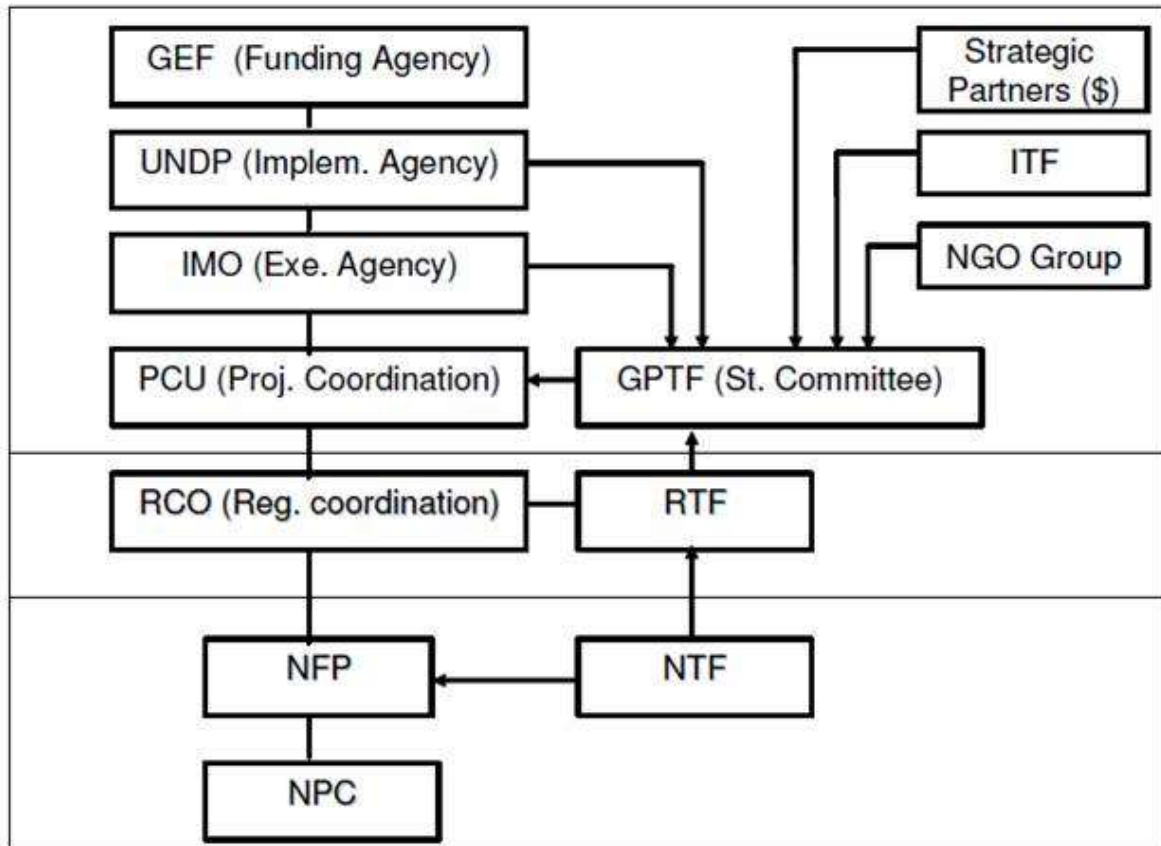 GEF (Funding Agency)
Strategic
Partners ($)
UNDP (Implem. Agency)
ITF
IMO (Exe. Agency)
NGO Group
PCU (Proj. Coordination)
GPTF (St. Committee)
RCO (Reg. coordination)
RTF
NFP
NTF
NPC